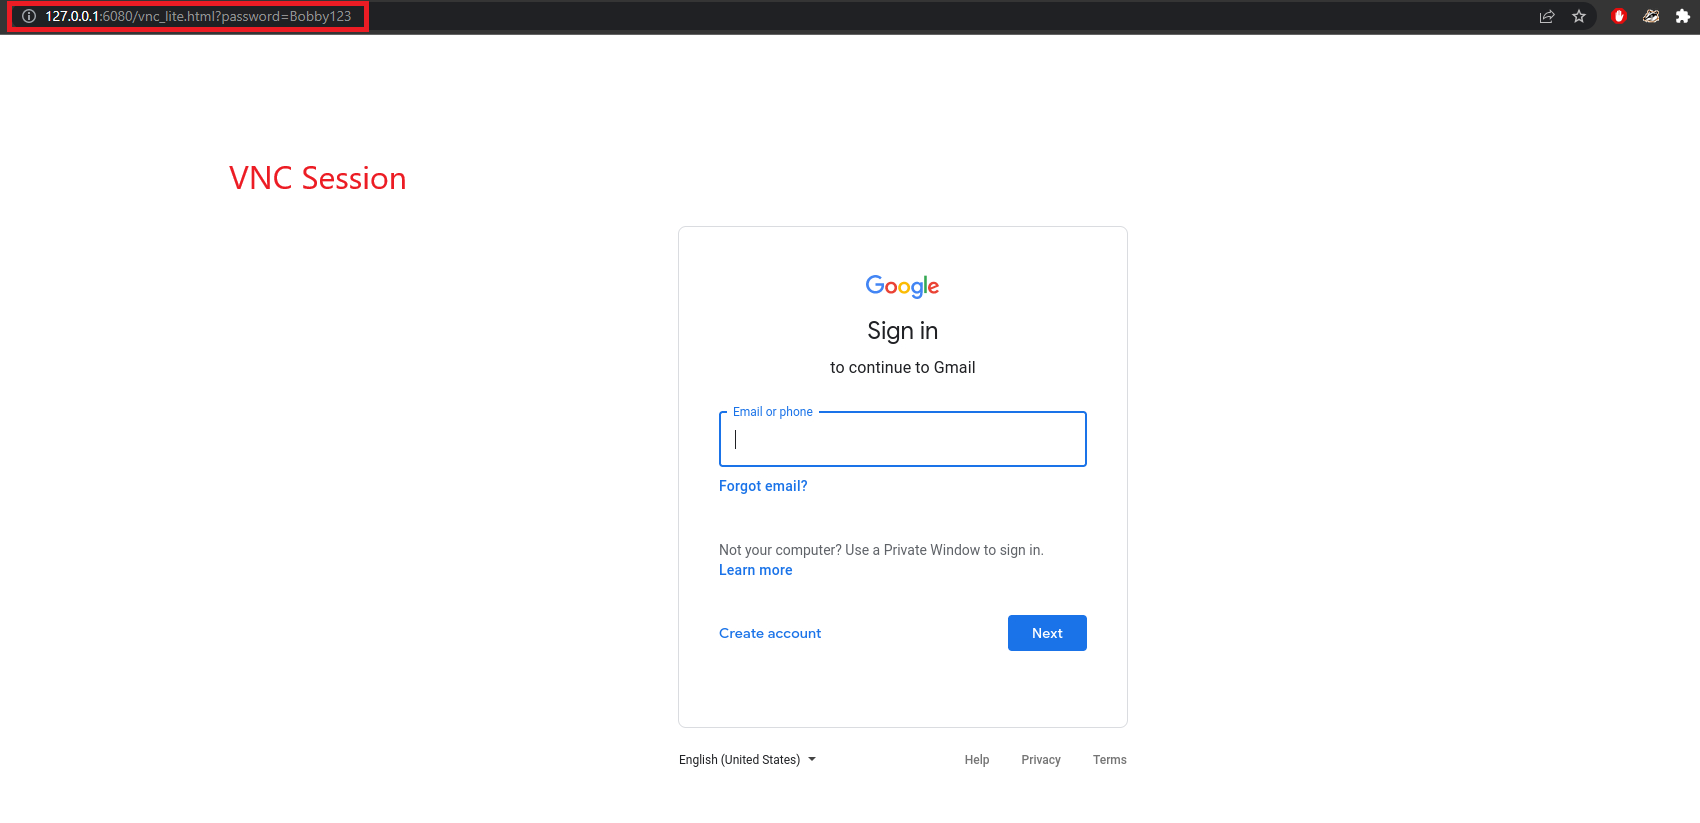 127.0.0.1:6080/vnc_lite.html?password=Bobby123
VNC Session
Google
Sign in
to continue to Gmail
Email or phone
Forgot email?
Not your computer? Use a Private Window to sign in.
Learn more
Create account
Next
English (United States)
Help
Privacy
Terms